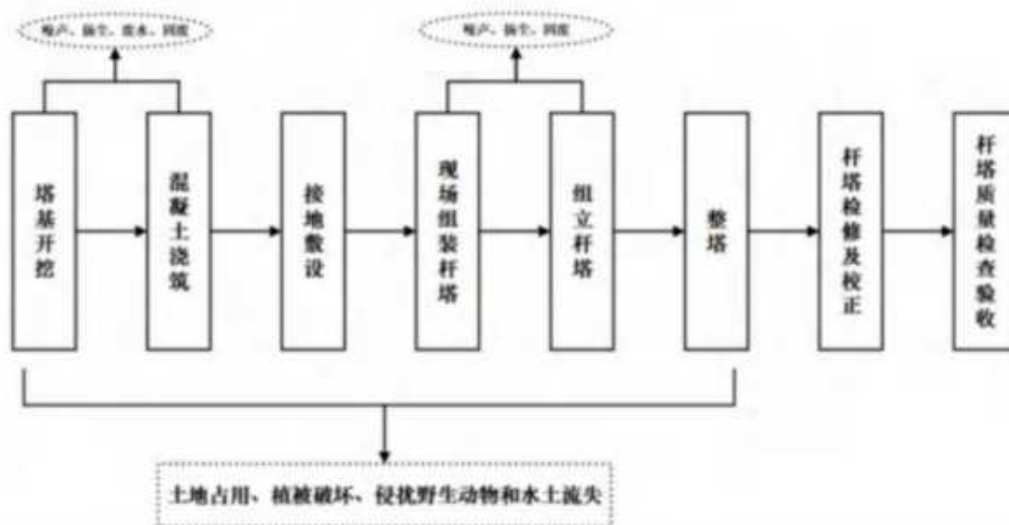 噪声、扬尘、废水、固废
噪声、扬尘、固废
塔基开挖
混凝土浇筑
接地敷设
现场组装杆塔
组立杆塔
整塔
杆塔检修及校正
杆塔质量检查验收
土地占用、植被破坏、侵扰野生动物和水土流失